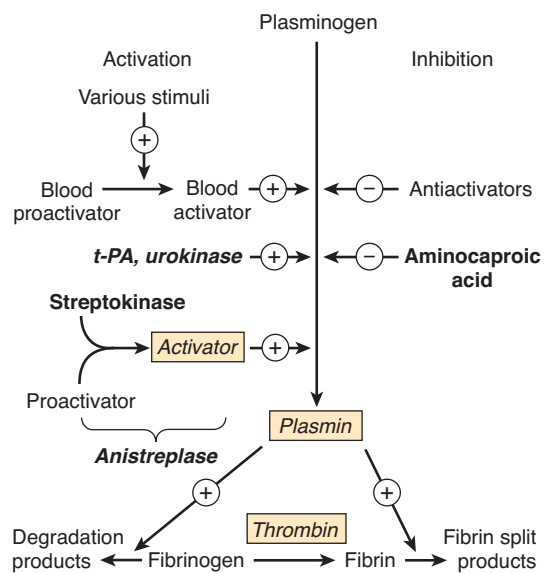 Plasminogen
Activation
Inhibition
Various stimuli
+
Blood
proactivator
Blood
activator
+
−
Antiactivators
t-PA, urokinase
+
−
Aminocaproic
acid
Streptokinase
Activator
+
Proactivator
Anistreplase
Plasmin
+
+
Thrombin
Degradation
products
Fibrinogen
Fibrin
Fibrin split
products